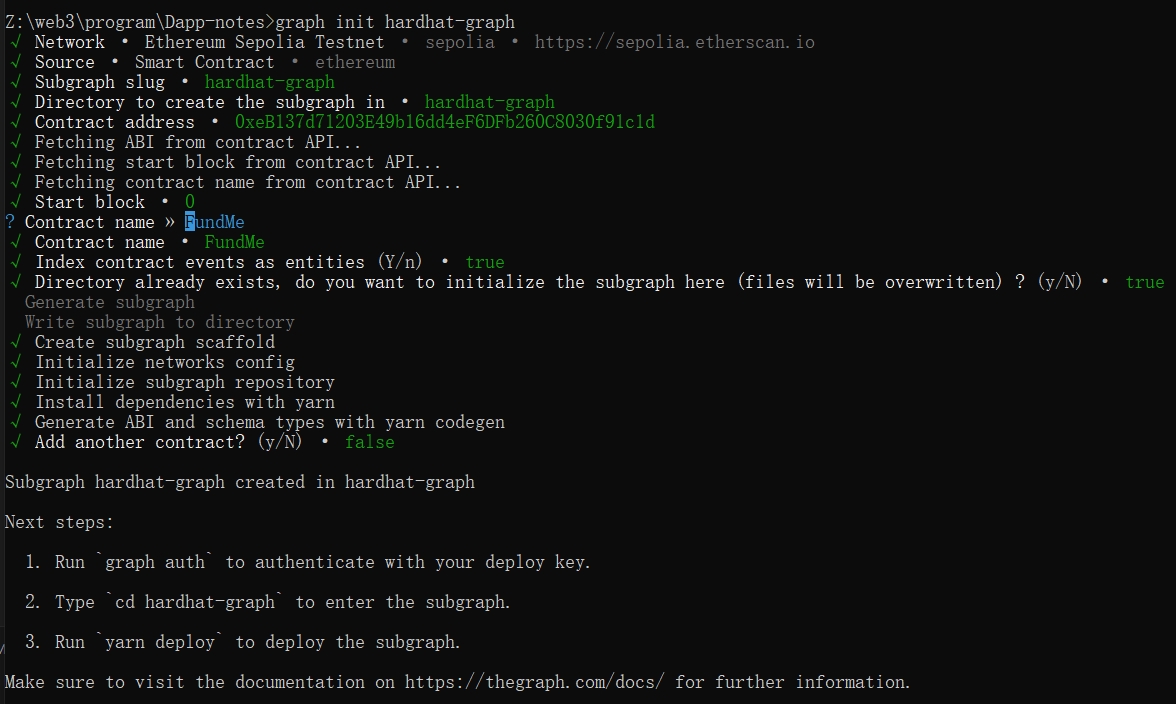 Z:\web3\program\Dapp-notes>graph init hardhat-graph
√ Network • Ethereum Sepolia Testnet • sepolia • https://sepolia.etherscan.io
√ Source • Smart Contract • ethereum
√ Subgraph slug • hardhat-graph
√ Directory to create the subgraph in • hardhat-graph
√ Contract address • 0xeB137d71203E49b16dd4eF6DFb260C8030f91c1d
√ Fetching ABI from contract API...
√ Fetching start block from contract API...
√ Fetching contract name from contract API...
√ Start block • 0
? Contract name » FundMe
√ Contract name • FundMe
√ Index contract events as entities (Y/n) • true
√ Directory already exists, do you want to initialize the subgraph here (files will be overwritten) ? (y/N) • true
Generate subgraph
Write subgraph to directory
√ Create subgraph scaffold
√ Initialize networks config
√ Initialize subgraph repository
√ Install dependencies with yarn
√ Generate ABI and schema types with yarn codegen
√ Add another contract? (y/N) • false
Subgraph hardhat-graph created in hardhat-graph
Next steps:
1. Run `graph auth` to authenticate with your deploy key.
2. Type `cd hardhat-graph` to enter the subgraph.
3. Run `yarn deploy` to deploy the subgraph.
Make sure to visit the documentation on https://thegraph.com/docs/ for further information.